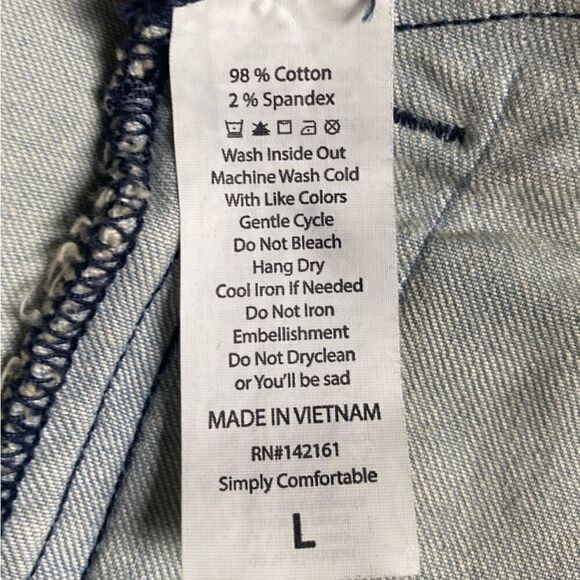 98 % Cotton
2 % Spandex
Wash Inside Out
Machine Wash Cold
With Like Colors
Gentle Cycle
Do Not Bleach
Hang Dry
Cool Iron If Needed
Do Not Iron
Embellishment
Do Not Dryclean
or You'll be sad
MADE IN VIETNAM
RN#142161
Simply Comfortable
L